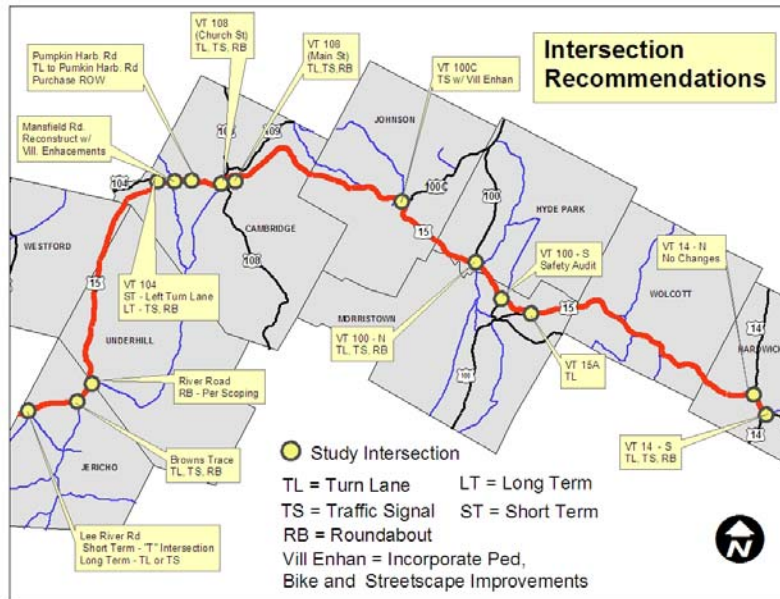 Intersection
Recommendations
VT 108
(Church St)
TL, TS, RB
VT 108
(Main St)
TL,TS,RB
Pumpkin Harb. Rd
TL to Pumkin Harb. Rd
Purchase ROW
VT 100C
TS w/ Vill Enhan
Mansfield Rd.
Reconstruct w/
Vill. Enhacements
JOHNSON
109
104
100C
100
HYDE PARK
WESTFORD
CAMBRIDGE
108
15
15
VT 100 - S
Safety Audit
VT 14 - N
No Changes
WOLCOTT
VT 104
ST - Left Turn Lane
LT - TS, RB
MORRISTOWN
VT 100 - N
TL, TS, RB
15
14
HARDWICK
UNDERHILL
100
VT 15A
TL
River Road
RB - Per Scoping
14
VT 14 - S
TL, TS, RB
Browns Trace
TL, TS, RB
JERICHO
Study Intersection
TL = Turn Lane
LT = Long Term
TS = Traffic Signal
ST = Short Term
RB = Roundabout
Vill Enhan = Incorporate Ped,
Bike and Streetscape Improvements
Lee River Rd
Short Term - "T" Intersection
Long Term - TL or TS
N